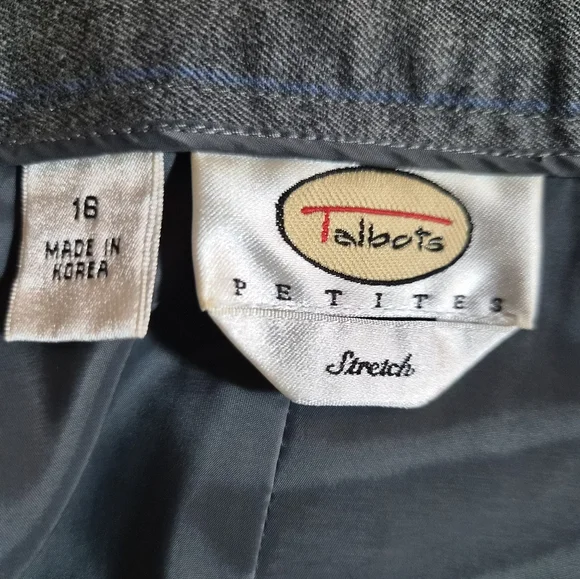 16
MADE IN
KOREA
Talbots
PETITES
Stretch